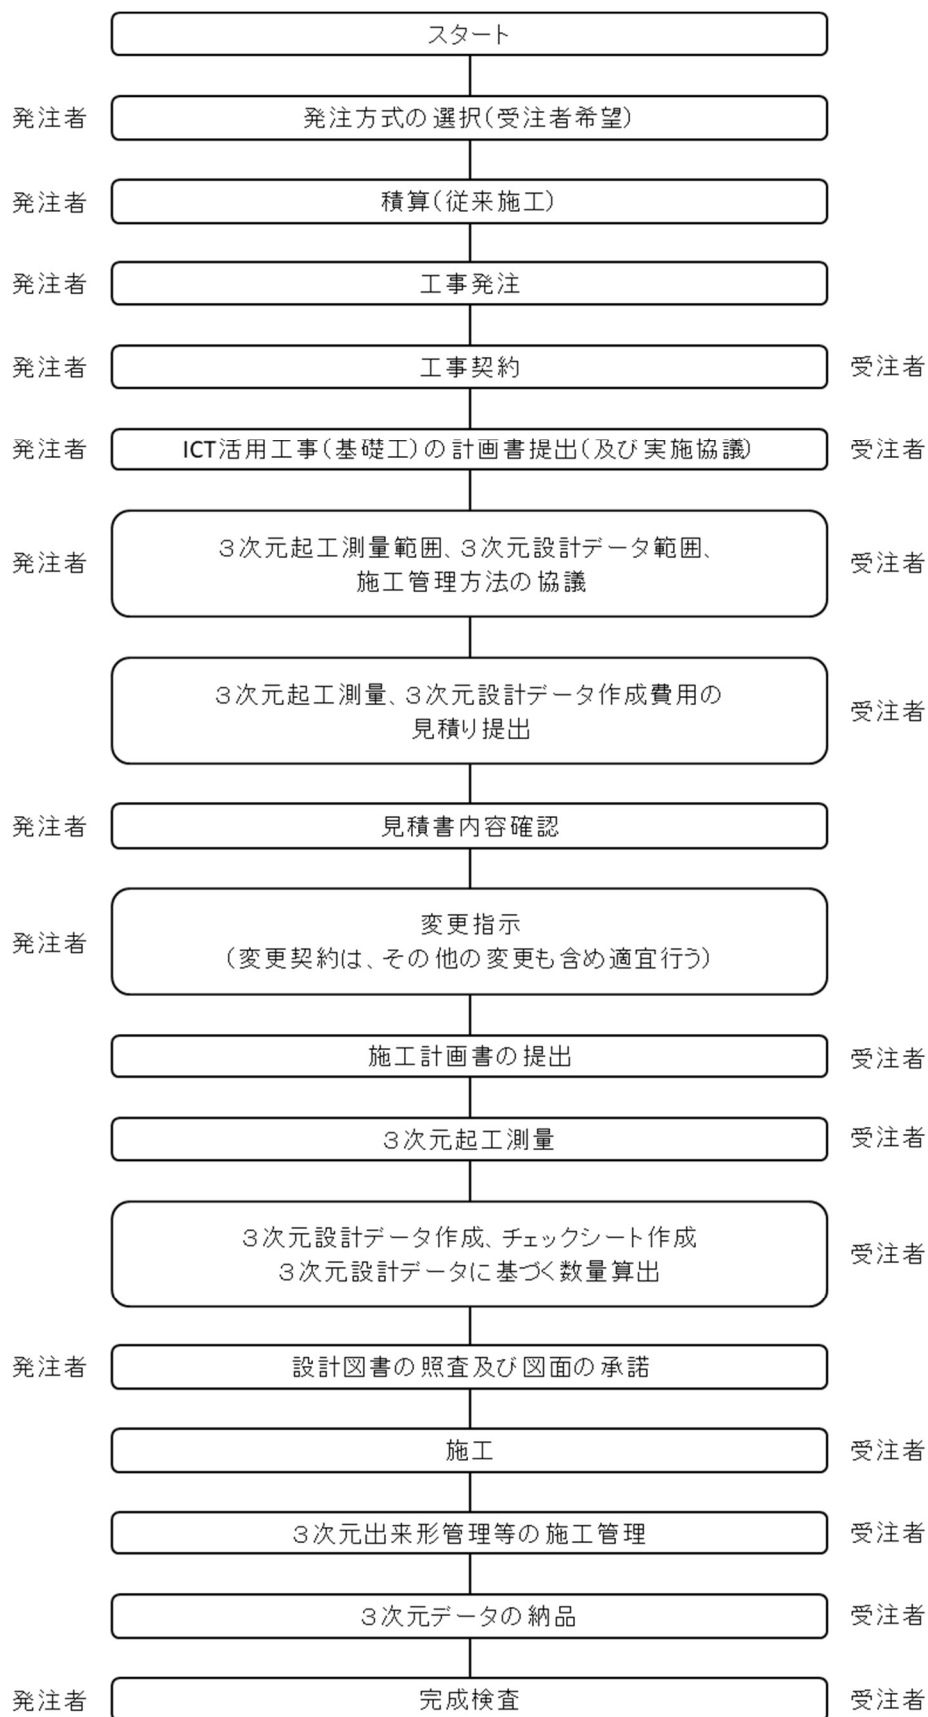 スタート
発注者 発注方式の選択(受注者希望)
発注者 積算(従来施工)
発注者 工事発注
発注者 工事契約 受注者
発注者 ICT活用工事(基礎工)の計画書提出(及び実施協議) 受注者
３次元起工測量範囲、３次元設計データ範囲、
発注者 受注者
施工管理方法の協議
３次元起工測量、３次元設計データ作成費用の
受注者
見積り提出
発注者 見積書内容確認
変更指示
発注者
(変更契約は、その他の変更も含め適宜行う)
施工計画書の提出 受注者
３次元起工測量 受注者
３次元設計データ作成、チェックシート作成
受注者
３次元設計データに基づく数量算出
発注者 設計図書の照査及び図面の承諾
施工 受注者
３次元出来形管理等の施工管理 受注者
３次元データの納品 受注者
発注者 完成検査 受注者